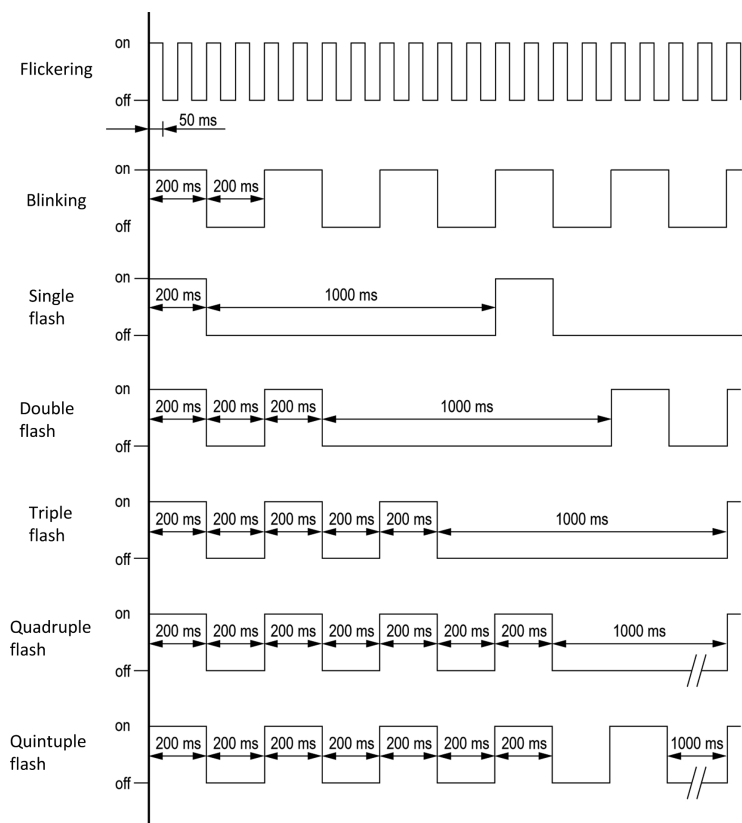 Flickering
on
off
50 ms
Blinking
on
off
200 ms 200 ms
Single
flash
on
off
200 ms 1000 ms
Double
flash
on
off
200 ms 200 ms 200 ms 1000 ms
Triple
flash
on
off
200 ms 200 ms 200 ms 200 ms 200 ms 1000 ms
Quadruple
flash
on
off
200 ms 200 ms 200 ms 200 ms 200 ms 200 ms 200 ms 1000 ms
Quintuple
flash
on
off
200 ms 200 ms 200 ms 200 ms 200 ms 200 ms 200 ms 1000 ms